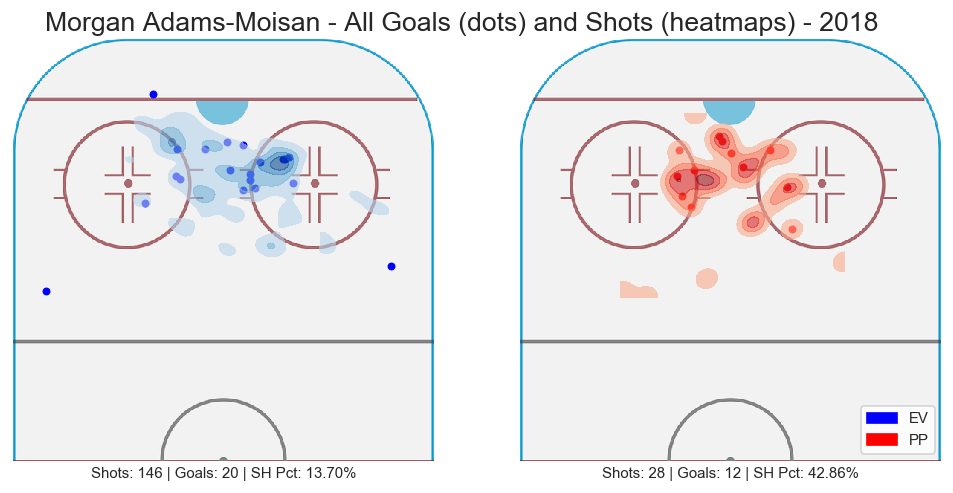 Morgan Adams-Moisan - All Goals (dots) and Shots (heatmaps) - 2018
EV
PP
Shots: 146 | Goals: 20 | SH Pct: 13.70%
Shots: 28 | Goals: 12 | SH Pct: 42.86%